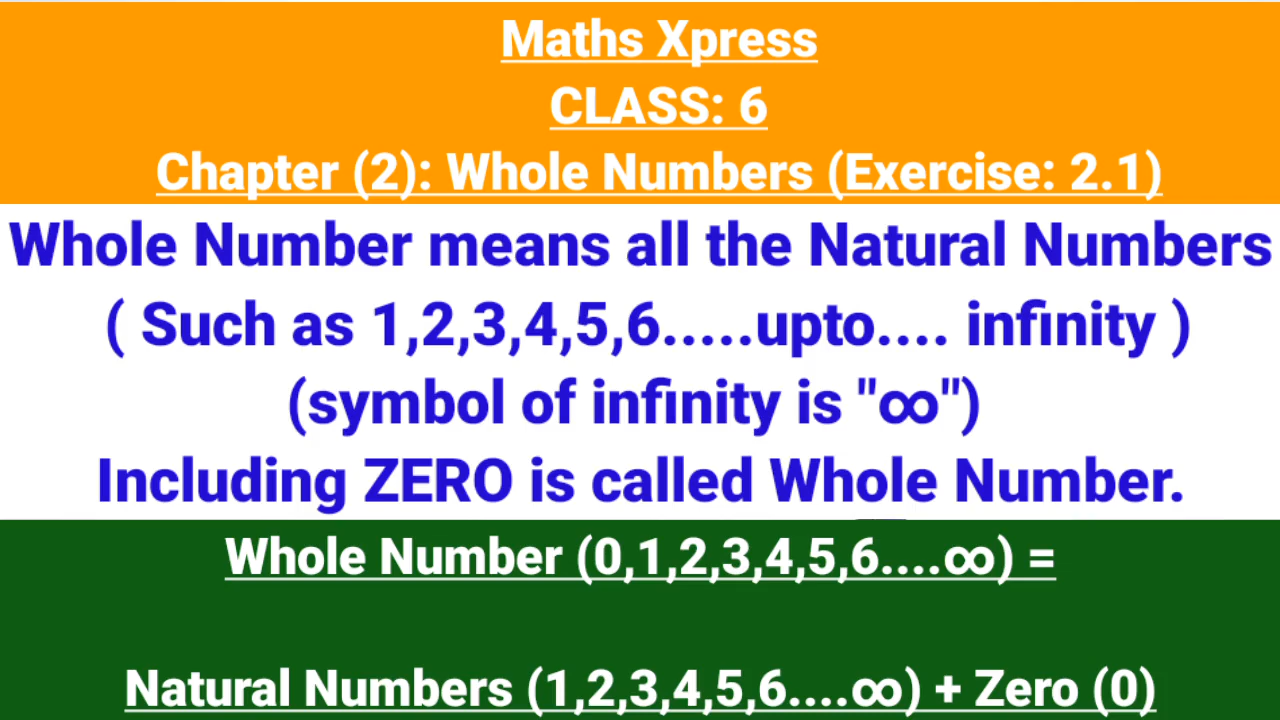 Maths Xpress
CLASS: 6
Chapter (2): Whole Numbers (Exercise: 2.1)
Whole Number means all the Natural Numbers
( Such as 1,2,3,4,5,6.....upto.... infinity )
(symbol of infinity is "∞")
Including ZERO is called Whole Number.
Whole Number (0,1,2,3,4,5,6....∞) =
Natural Numbers (1,2,3,4,5,6....∞) + Zero (0)